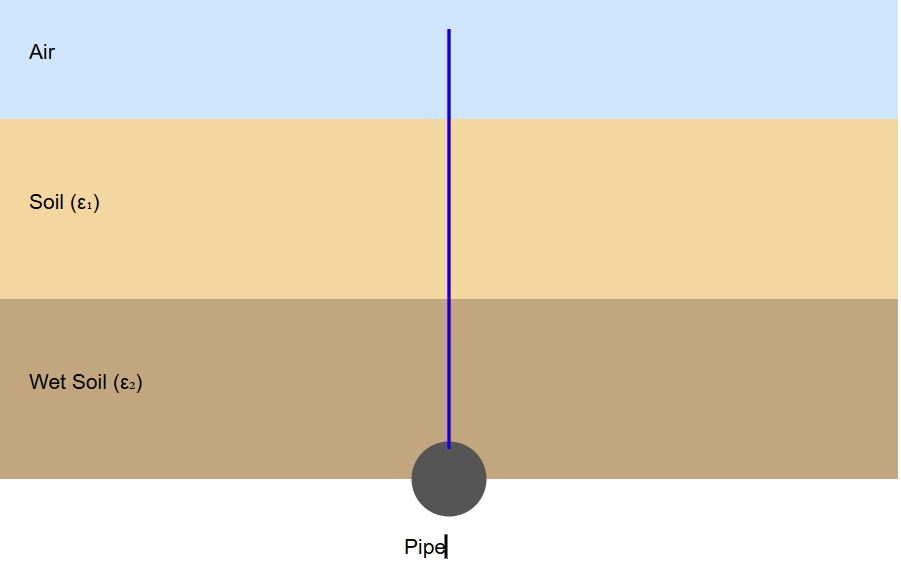 Air
Soil (ε₁)
Wet Soil (ε₂)
Pipe